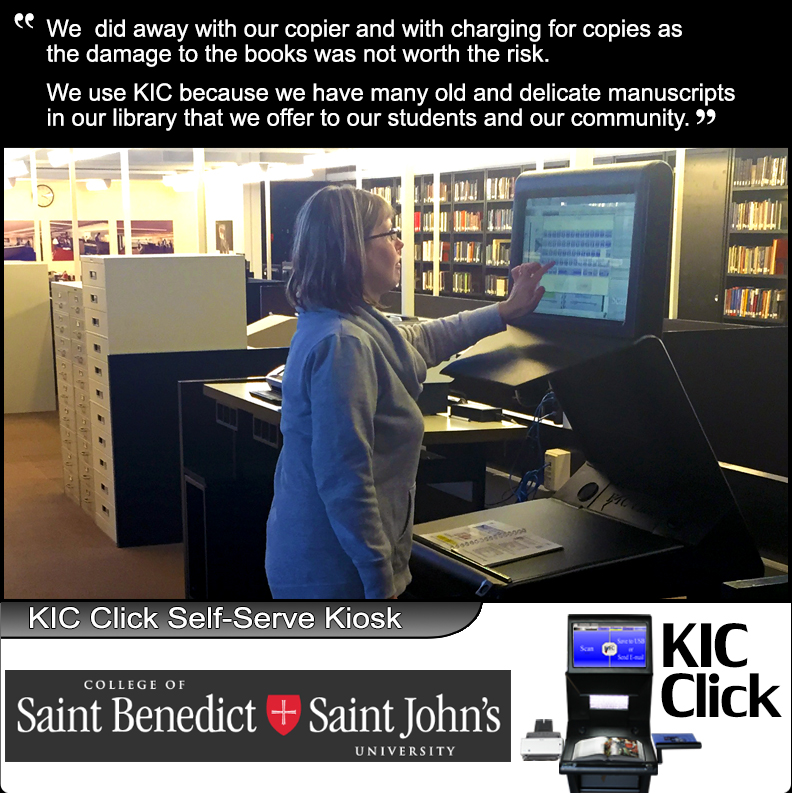 “ We did away with our copier and with charging for copies as
the damage to the books was not worth the risk.
We use KIC because we have many old and delicate manuscripts
in our library that we offer to our students and our community. ”
KIC Click Self-Serve Kiosk
COLLEGE OF
Saint Benedict Saint John's
UNIVERSITY
Scan
KIC
Save to USB
or
Send E-mail
KIC
Click